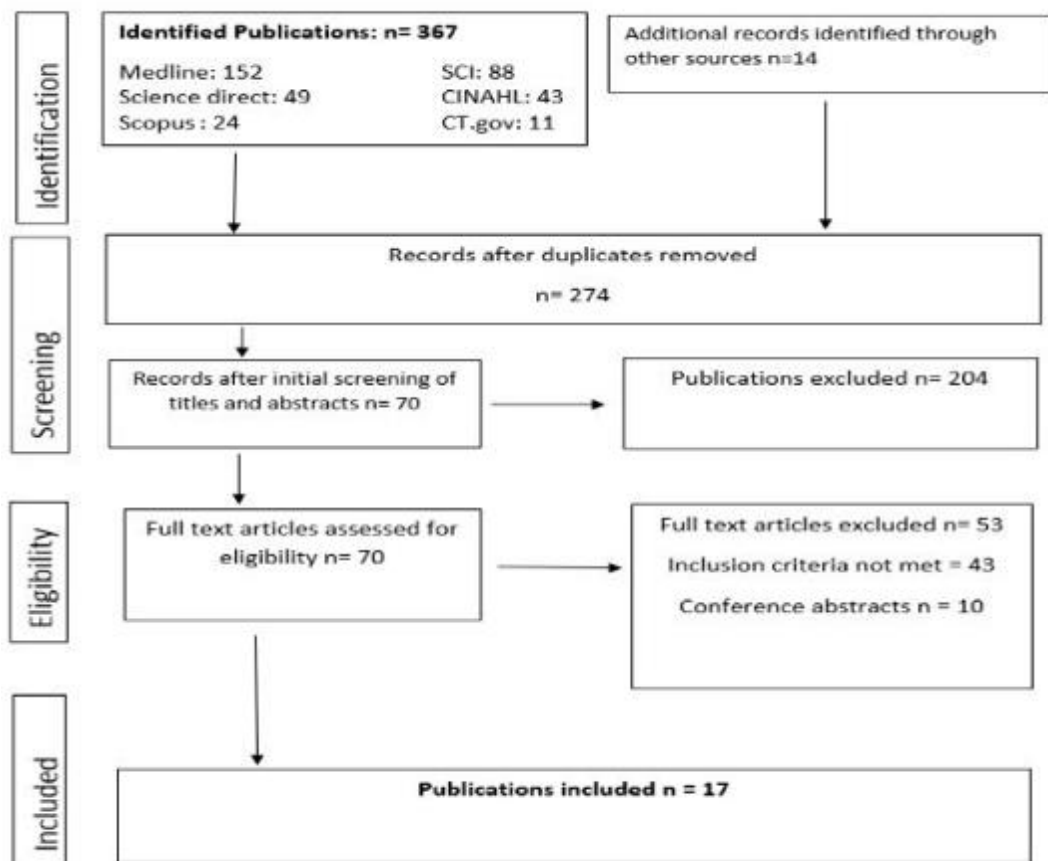 Identification
Identified Publications: n= 367
Medline: 152 SCI: 88
Science direct: 49 CINAHL: 43
Scopus : 24 CT.gov: 11
Additional records identified through
other sources n=14
Screening
Records after duplicates removed
n= 274
Records after initial screening of
titles and abstracts n= 70
Publications excluded n= 204
Eligibility
Full text articles assessed for
eligibility n= 70
Full text articles excluded n= 53
Inclusion criteria not met = 43
Conference abstracts n = 10
Included
Publications included n = 17